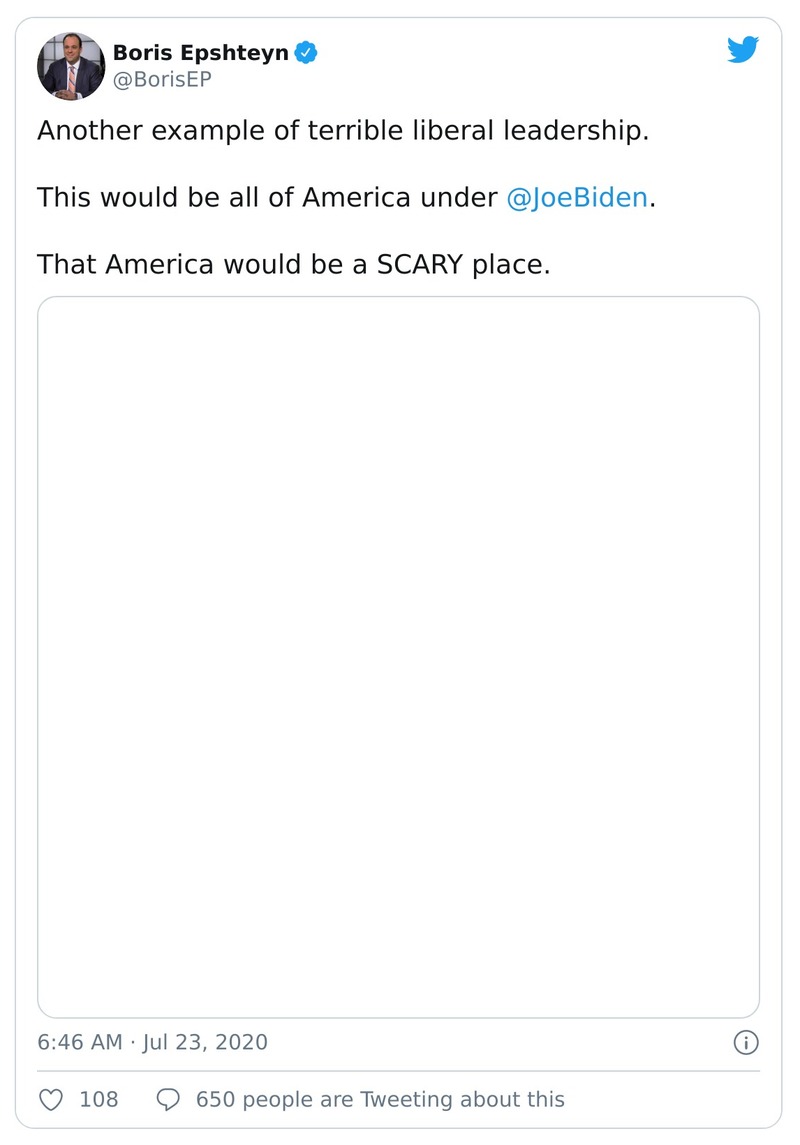 Boris Epshteyn
@BorisEP
Another example of terrible liberal leadership.
This would be all of America under @JoeBiden.
That America would be a SCARY place.
6:46 AM · Jul 23, 2020
108 650 people are Tweeting about this